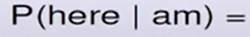 P(here | am) =